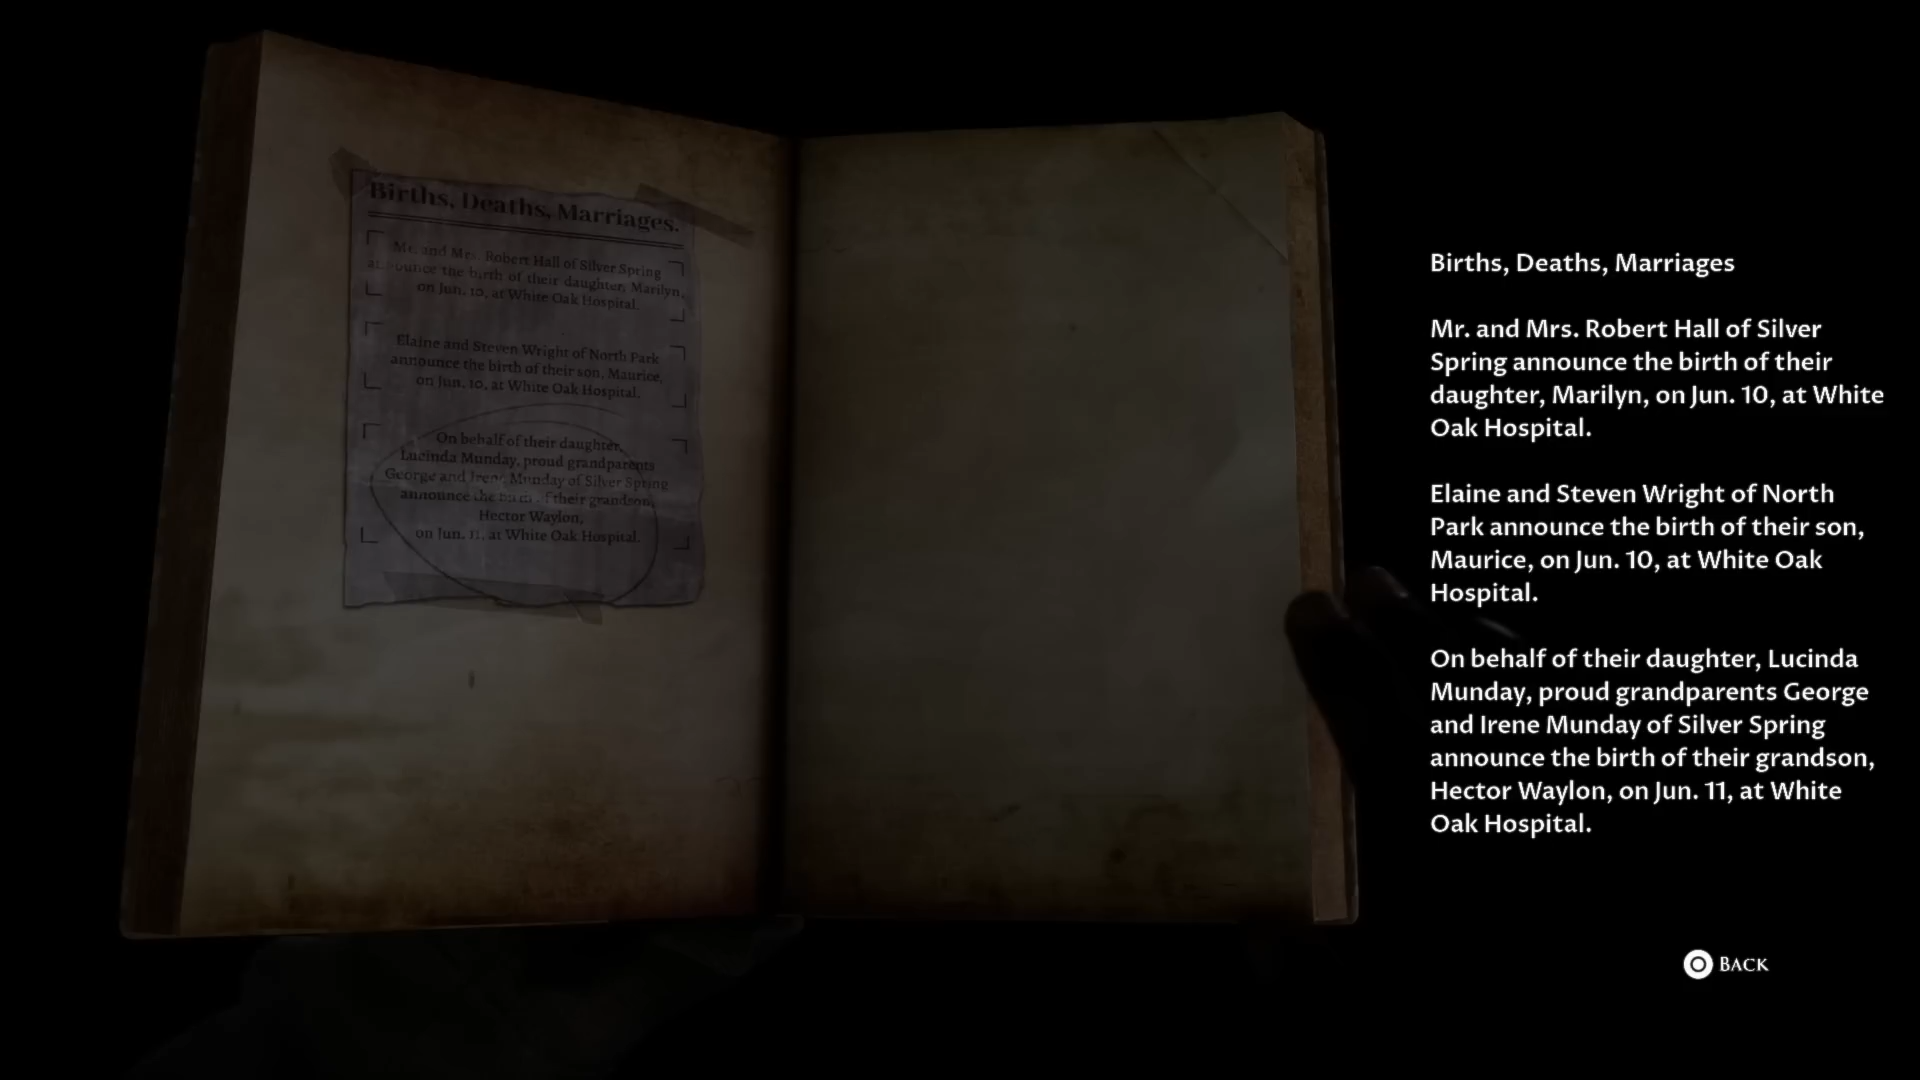 Births, Deaths, Marriages.
Mr. and Mrs. Robert Hall of Silver Spring
announce the birth of their daughter, Marilyn,
on Jun. 10, at White Oak Hospital.
Elaine and Steven Wright of North Park
announce the birth of their son, Maurice,
on Jun. 10, at White Oak Hospital.
On behalf of their daughter,
Lucinda Munday, proud grandparents
George and Irene Munday of Silver Spring
announce the birth of their grandson,
Hector Waylon,
on Jun. 11, at White Oak Hospital.
Births, Deaths, Marriages
Mr. and Mrs. Robert Hall of Silver
Spring announce the birth of their
daughter, Marilyn, on Jun. 10, at White
Oak Hospital.
Elaine and Steven Wright of North
Park announce the birth of their son,
Maurice, on Jun. 10, at White Oak
Hospital.
On behalf of their daughter, Lucinda
Munday, proud grandparents George
and Irene Munday of Silver Spring
announce the birth of their grandson,
Hector Waylon, on Jun. 11, at White
Oak Hospital.
BACK